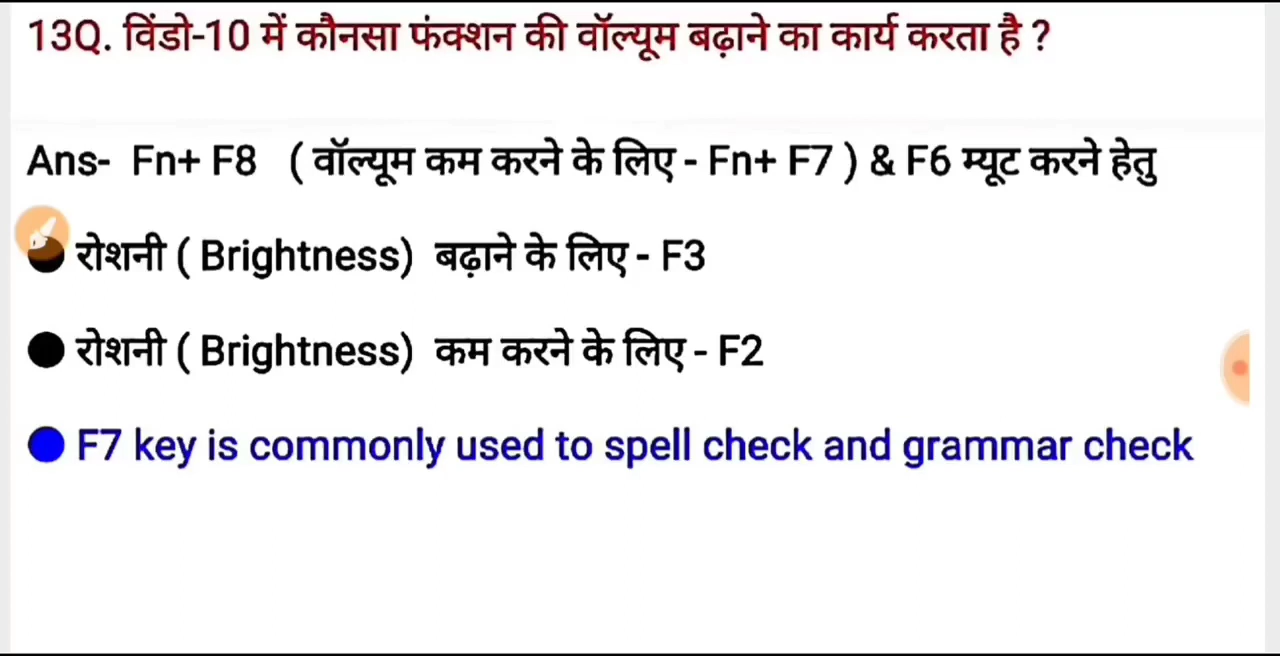 13Q. विंडो-10 में कौनसा फंक्शन की वॉल्यूम बढ़ाने का कार्य करता है ?
Ans- Fn+ F8 ( वॉल्यूम कम करने के लिए - Fn+ F7 ) & F6 म्यूट करने हेतु
रोशनी ( Brightness) बढ़ाने के लिए - F3
रोशनी ( Brightness) कम करने के लिए - F2
F7 key is commonly used to spell check and grammar check